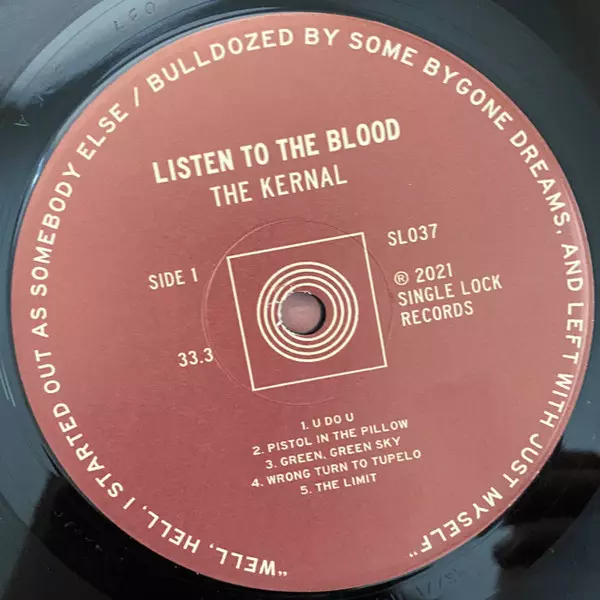 "WELL, HELL, I STARTED OUT AS SOMEBODY ELSE / BULLDOZED BY SOME BYGONE DREAMS, AND LEFT WITH JUST MYSELF"
LISTEN TO THE BLOOD
THE KERNAL
SL037
SIDE 1
℗ 2021
SINGLE LOCK
RECORDS
33.3
1. U DO U
2. PISTOL IN THE PILLOW
3. GREEN, GREEN SKY
4. WRONG TURN TO TUPELO
5. THE LIMIT